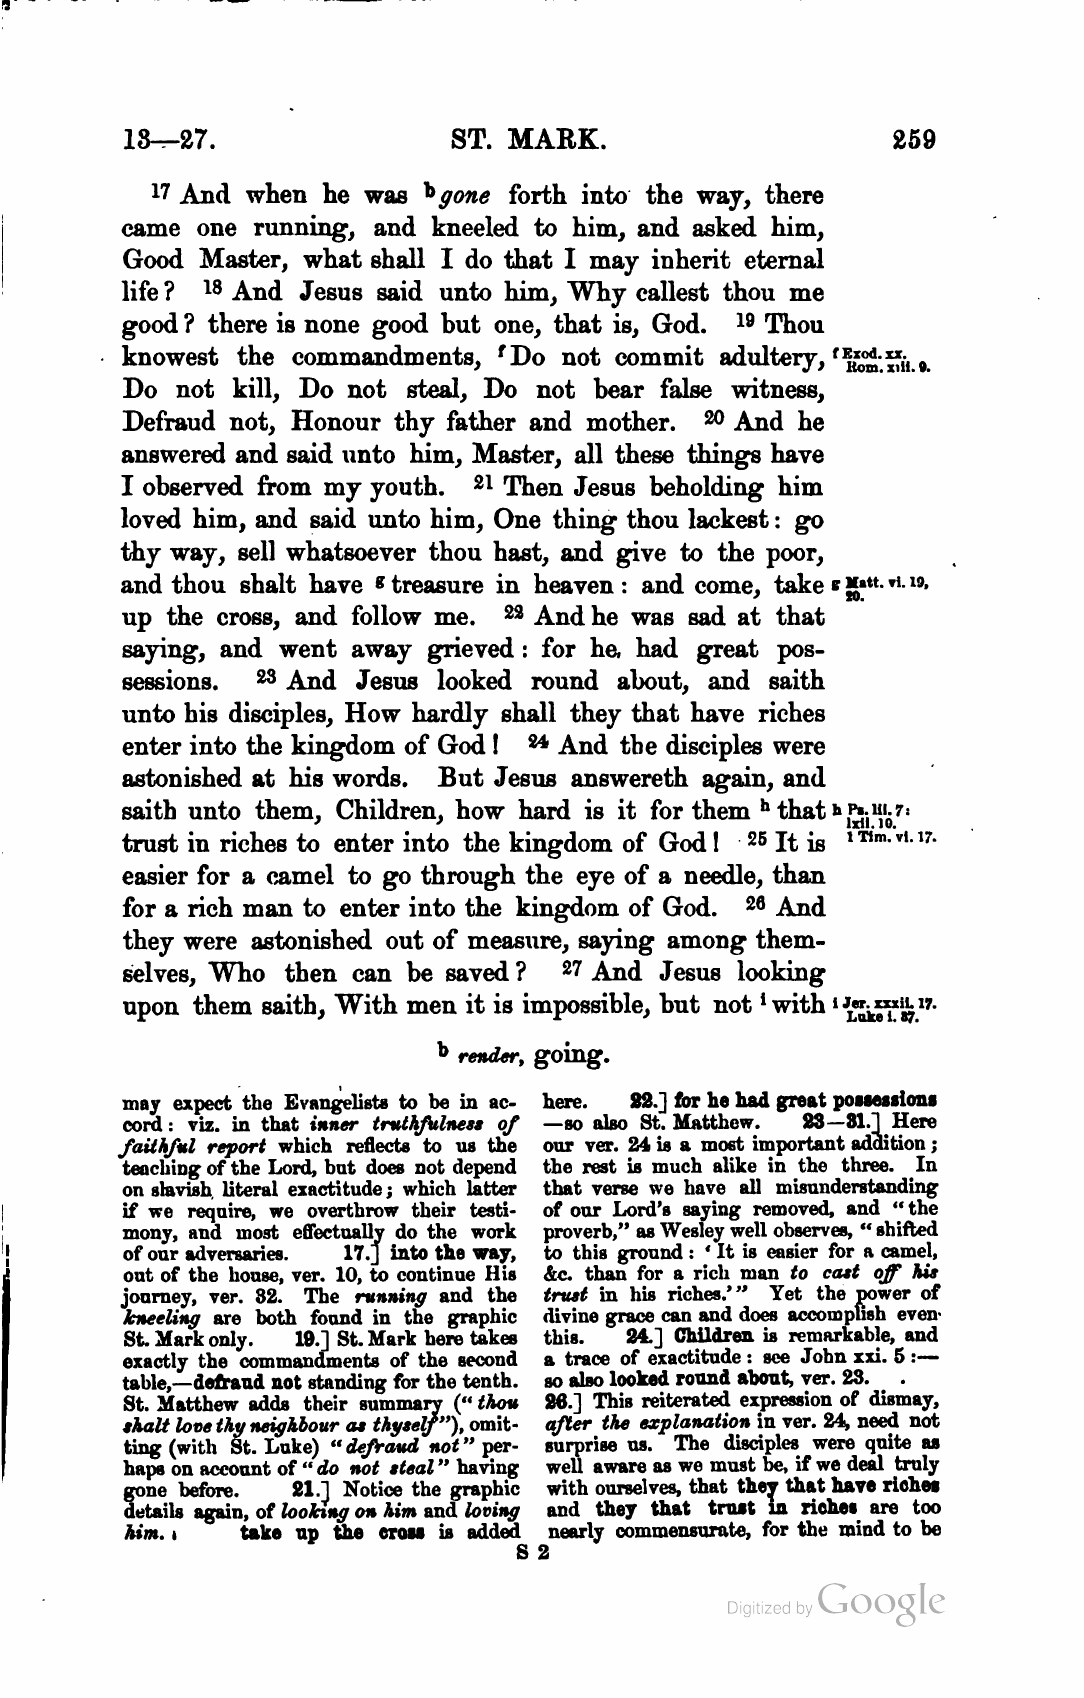 13—27.
ST. MARK.
259
17 And when he was b gone forth into the way, there
came one running, and kneeled to him, and asked him,
Good Master, what shall I do that I may inherit eternal
life? 18 And Jesus said unto him, Why callest thou me
good? there is none good but one, that is, God. 19 Thou
knowest the commandments, f Do not commit adultery,
Do not kill, Do not steal, Do not bear false witness,
Defraud not, Honour thy father and mother. 20 And he
answered and said unto him, Master, all these things have
I observed from my youth. 21 Then Jesus beholding him
loved him, and said unto him, One thing thou lackest: go
thy way, sell whatsoever thou hast, and give to the poor,
and thou shalt have g treasure in heaven: and come, take
up the cross, and follow me. 22 And he was sad at that
saying, and went away grieved: for he had great pos-
sessions. 23 And Jesus looked round about, and saith
unto his disciples, How hardly shall they that have riches
enter into the kingdom of God! 24 And the disciples were
astonished at his words. But Jesus answereth again, and
saith unto them, Children, how hard is it for them h that
trust in riches to enter into the kingdom of God! 25 It is
easier for a camel to go through the eye of a needle, than
for a rich man to enter into the kingdom of God. 26 And
they were astonished out of measure, saying among them-
selves, Who then can be saved? 27 And Jesus looking
upon them saith, With men it is impossible, but not i with
f Exod. xx.
Rom. xiii. 9.
g Matt. vi. 19,
20.
h Ps. lii. 7:
lxii. 10.
1 Tim. vi. 17.
i Jer. xxxii. 17.
Luke i. 37.
b render, going.
may expect the Evangelists to be in ac-
cord: viz. in that inner truthfulness of
faithful report which reflects to us the
teaching of the Lord, but does not depend
on slavish literal exactitude; which latter
if we require, we overthrow their testi-
mony, and most effectually do the work
of our adversaries. 17.] into the way,
out of the house, ver. 10, to continue His
journey, ver. 32. The running and the
kneeling are both found in the graphic
St. Mark only. 19.] St. Mark here takes
exactly the commandments of the second
table,—defraud not standing for the tenth.
St. Matthew adds their summary ("thou
shalt love thy neighbour as thyself"), omit-
ting (with St. Luke) "defraud not" per-
haps on account of "do not steal" having
gone before. 21.] Notice the graphic
details again, of looking on him and loving
him. take up the cross is added
here. 22.] for he had great possessions
—so also St. Matthew. 23—31.] Here
our ver. 24 is a most important addition;
the rest is much alike in the three. In
that verse we have all misunderstanding
of our Lord's saying removed, and "the
proverb," as Wesley well observes, "shifted
to this ground: 'It is easier for a camel,
&c. than for a rich man to cast off his
trust in his riches.'" Yet the power of
divine grace can and does accomplish even
this. 24.] Children is remarkable, and
a trace of exactitude: see John xxi. 5:—
so also looked round about, ver. 23.
26.] This reiterated expression of dismay,
after the explanation in ver. 24, need not
surprise us. The disciples were quite as
well aware as we must be, if we deal truly
with ourselves, that they that have riches
and they that trust in riches are too
nearly commensurate, for the mind to be
S 2
Digitized by Google